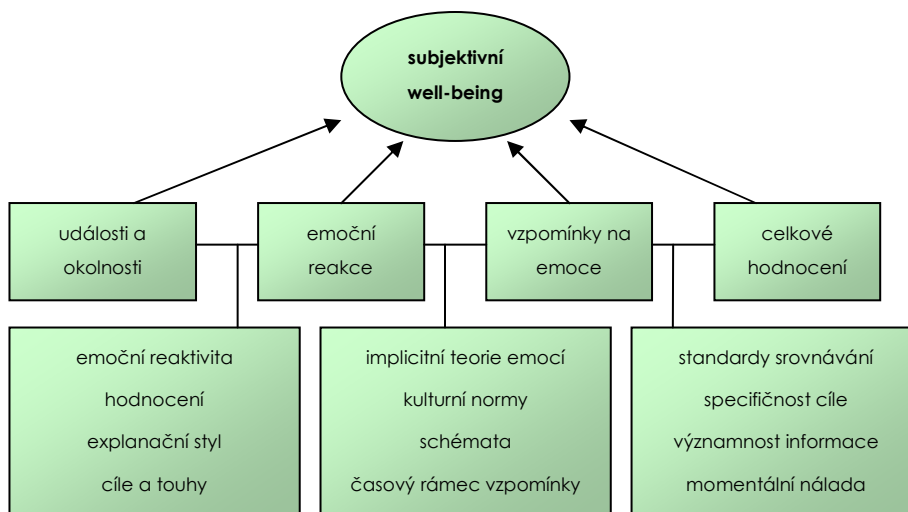 subjektivní
well-being
události a
okolnosti
emoční
reakce
vzpomínky na
emoce
celkové
hodnocení
emoční reaktivita
hodnocení
explanační styl
cíle a touhy
implicitní teorie emocí
kulturní normy
schémata
časový rámec vzpomínky
standardy srovnávání
specifičnost cíle
významnost informace
momentální nálada